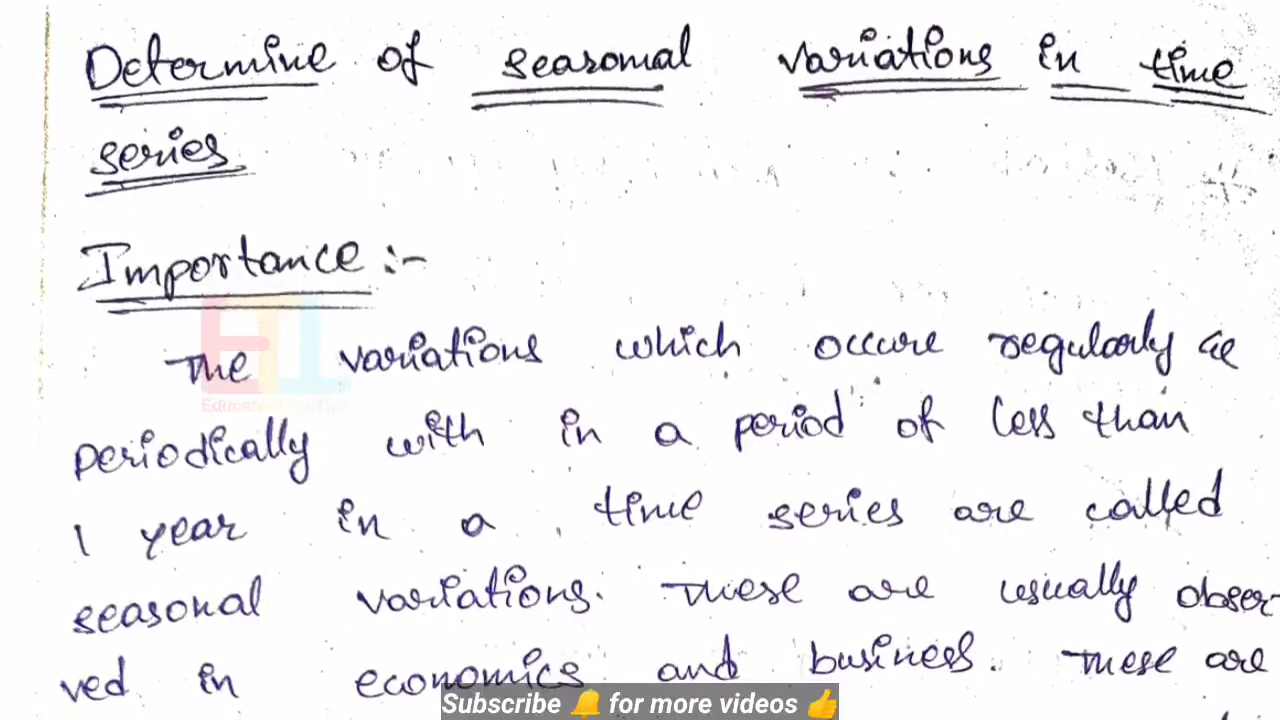 Determine of seasonal variations in time
series
Importance :-
The variations which occure regularly ie
periodically with in a period of less than
1 year in a time series are called
seasonal variations. These are usually obser-
ved in economics and business. These are
Subscribe 🔔 for more videos 👍